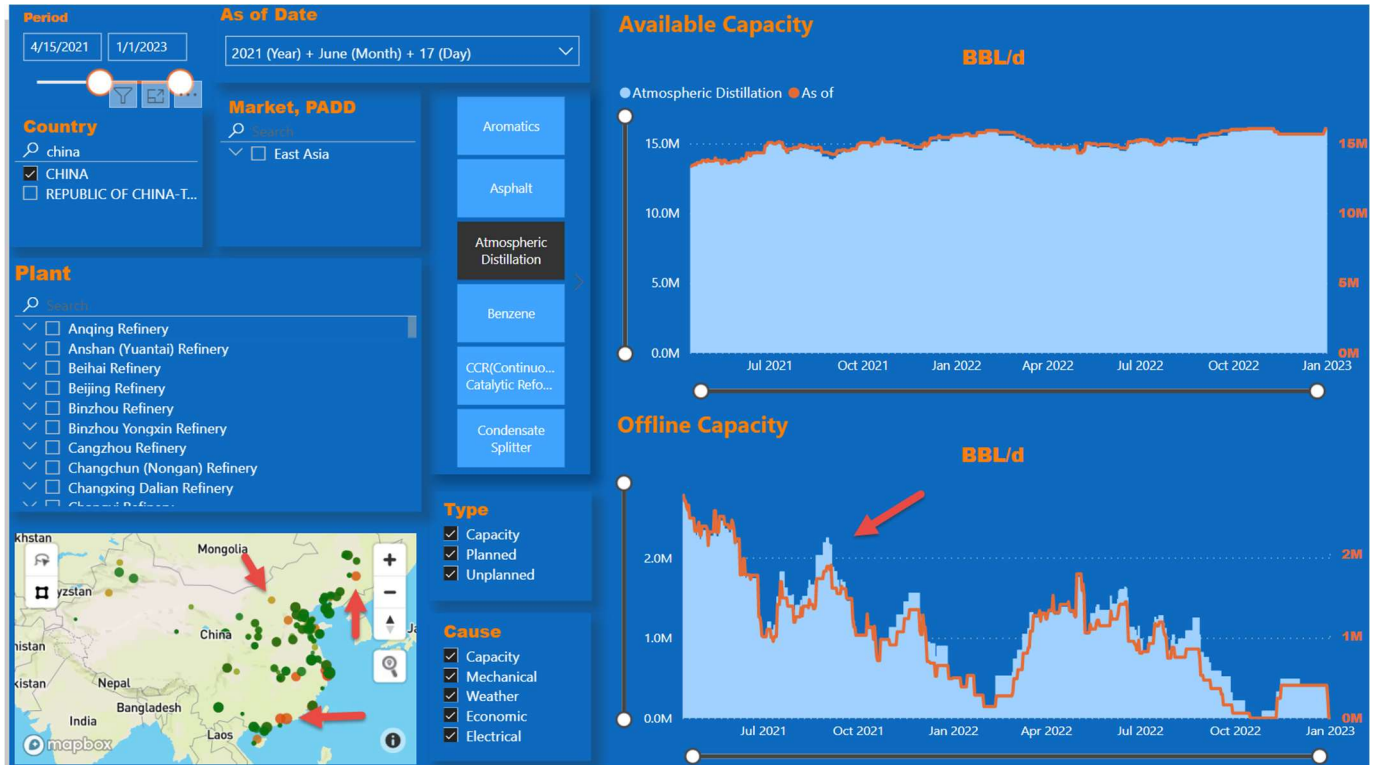 Period
4/15/2021
1/1/2023
As of Date
2021 (Year) + June (Month) + 17 (Day)
Country
china
CHINA
REPUBLIC OF CHINA-T...
Market, PADD
Search
East Asia
Plant
Search
Anqing Refinery
Anshan (Yuantai) Refinery
Beihai Refinery
Beijing Refinery
Binzhou Refinery
Binzhou Yongxin Refinery
Cangzhou Refinery
Changchun (Nongan) Refinery
Changxing Dalian Refinery
Aromatics
Asphalt
Atmospheric
Distillation
Benzene
CCR(Continuo...
Catalytic Refo...
Condensate
Splitter
Type
Capacity
Planned
Unplanned
Cause
Capacity
Mechanical
Weather
Economic
Electrical
khstan
Mongolia
yzstan
China
nistan
kistan
Nepal
Bangladesh
India
Laos
mapbox
Available Capacity
BBL/d
Atmospheric Distillation As of
15.0M
10.0M
5.0M
0.0M
15M
10M
5M
0M
Jul 2021 Oct 2021 Jan 2022 Apr 2022 Jul 2022 Oct 2022 Jan 2023
Offline Capacity
BBL/d
2.0M
1.0M
0.0M
2M
1M
0M
Jul 2021 Oct 2021 Jan 2022 Apr 2022 Jul 2022 Oct 2022 Jan 2023